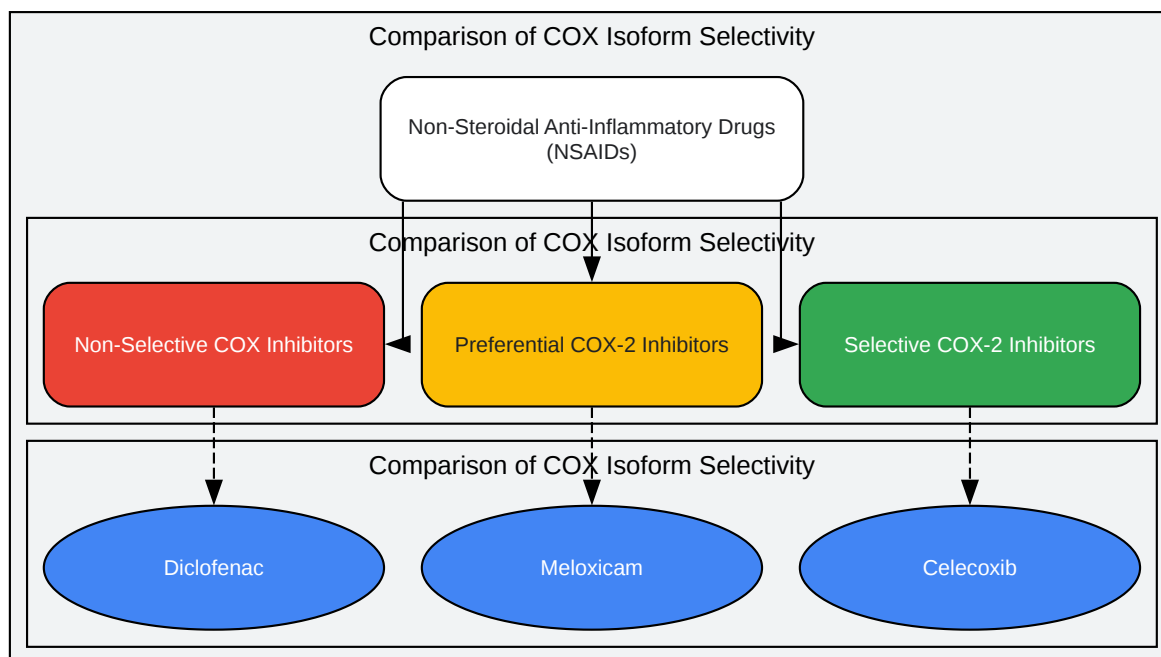 Comparison of COX Isoform Selectivity
Non-Steroidal Anti-Inflammatory Drugs
(NSAIDs)
Comparison of COX Isoform Selectivity
Non-Selective COX Inhibitors
Preferential COX-2 Inhibitors
Selective COX-2 Inhibitors
Comparison of COX Isoform Selectivity
Diclofenac
Meloxicam
Celecoxib